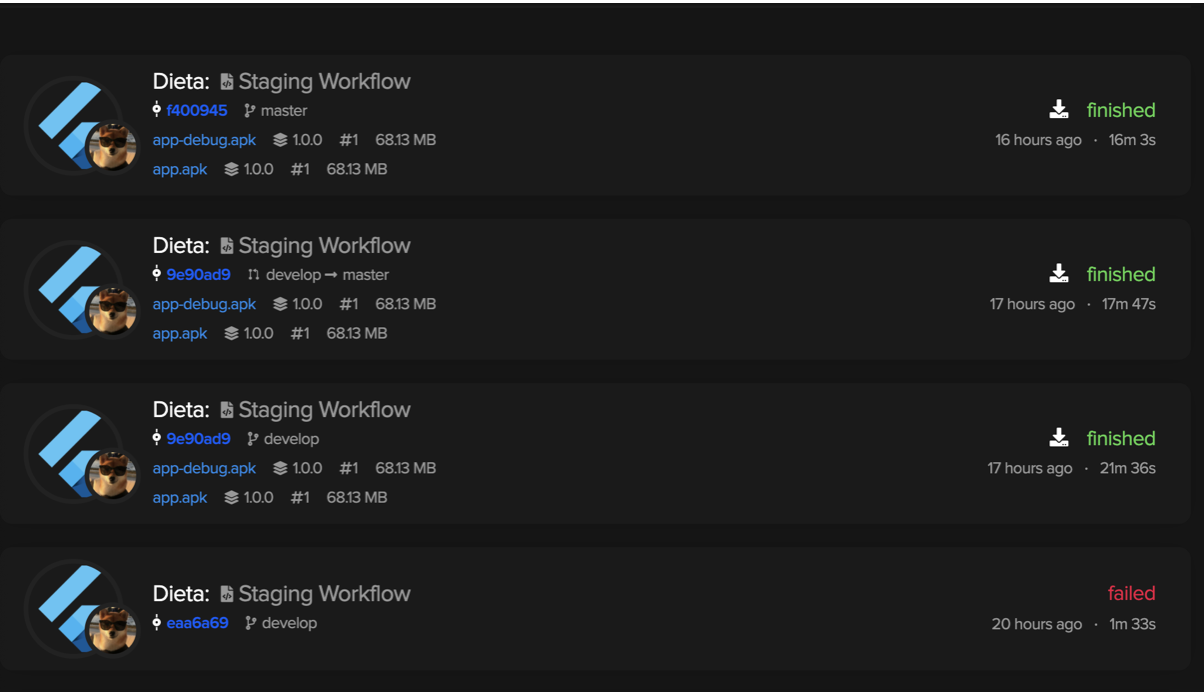 Dieta: Staging Workflow
f400945 master
finished
app-debug.apk 1.0.0 #1 68.13 MB
16 hours ago · 16m 3s
app.apk 1.0.0 #1 68.13 MB
Dieta: Staging Workflow
9e90ad9 develop → master
finished
app-debug.apk 1.0.0 #1 68.13 MB
17 hours ago · 17m 47s
app.apk 1.0.0 #1 68.13 MB
Dieta: Staging Workflow
9e90ad9 develop
finished
app-debug.apk 1.0.0 #1 68.13 MB
17 hours ago · 21m 36s
app.apk 1.0.0 #1 68.13 MB
Dieta: Staging Workflow
failed
eaa6a69 develop
20 hours ago · 1m 33s